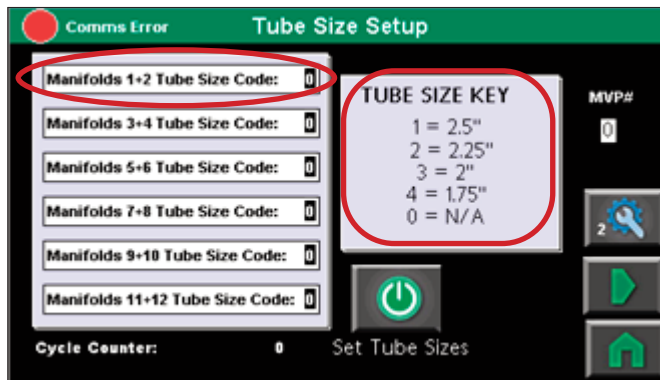 Comms Error
Tube Size Setup
Manifolds 1+2 Tube Size Code: 0
Manifolds 3+4 Tube Size Code: 0
Manifolds 5+6 Tube Size Code: 0
Manifolds 7+8 Tube Size Code: 0
Manifolds 9+10 Tube Size Code: 0
Manifolds 11+12 Tube Size Code: 0
TUBE SIZE KEY
1 = 2.5"
2 = 2.25"
3 = 2"
4 = 1.75"
0 = N/A
MVP#
0
2
Cycle Counter: 0
Set Tube Sizes